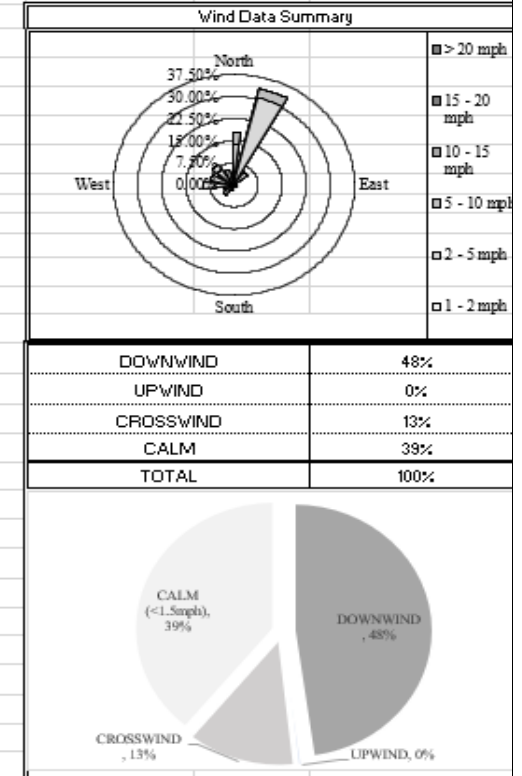 Wind Data Summary
North
37.50%
30.00%
22.50%
15.00%
7.50%
0.00%
West
East
South
> 20 mph
15 - 20
mph
10 - 15
mph
5 - 10 mph
2 - 5 mph
1 - 2 mph
DOWNWIND 48%
UPWIND 0%
CROSSWIND 13%
CALM 39%
TOTAL 100%
CALM
(<1.5mph),
39%
DOWNWIND
, 48%
CROSSWIND
, 13%
UPWIND, 0%